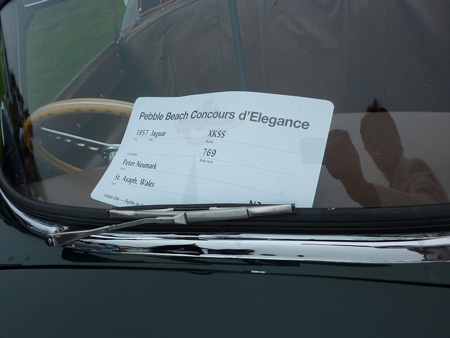 Pebble Beach Concours d'Elegance
1957 Jaguar XKSS
769
Peter Neumark
St. Asaph, Wales